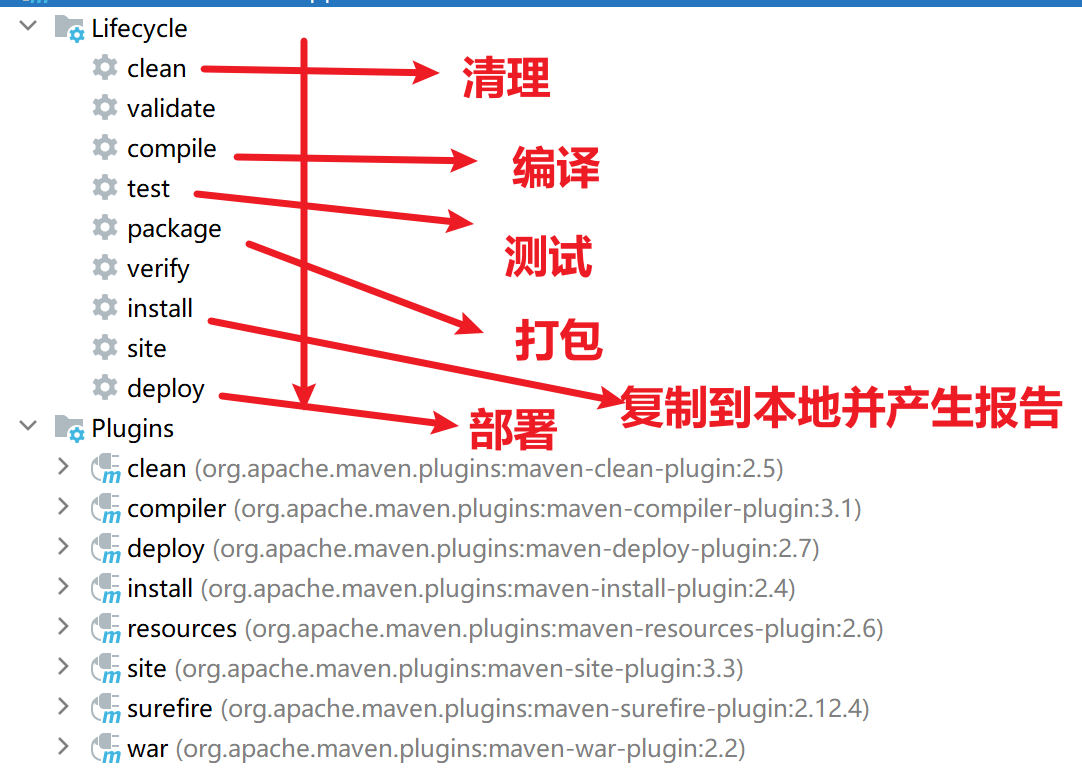 Lifecycle
clean
清理
validate
compile
编译
test
package
测试
verify
install
打包
site
deploy
复制到本地并产生报告
部署
Plugins
clean (org.apache.maven.plugins:maven-clean-plugin:2.5)
compiler (org.apache.maven.plugins:maven-compiler-plugin:3.1)
deploy (org.apache.maven.plugins:maven-deploy-plugin:2.7)
install (org.apache.maven.plugins:maven-install-plugin:2.4)
resources (org.apache.maven.plugins:maven-resources-plugin:2.6)
site (org.apache.maven.plugins:maven-site-plugin:3.3)
surefire (org.apache.maven.plugins:maven-surefire-plugin:2.12.4)
war (org.apache.maven.plugins:maven-war-plugin:2.2)